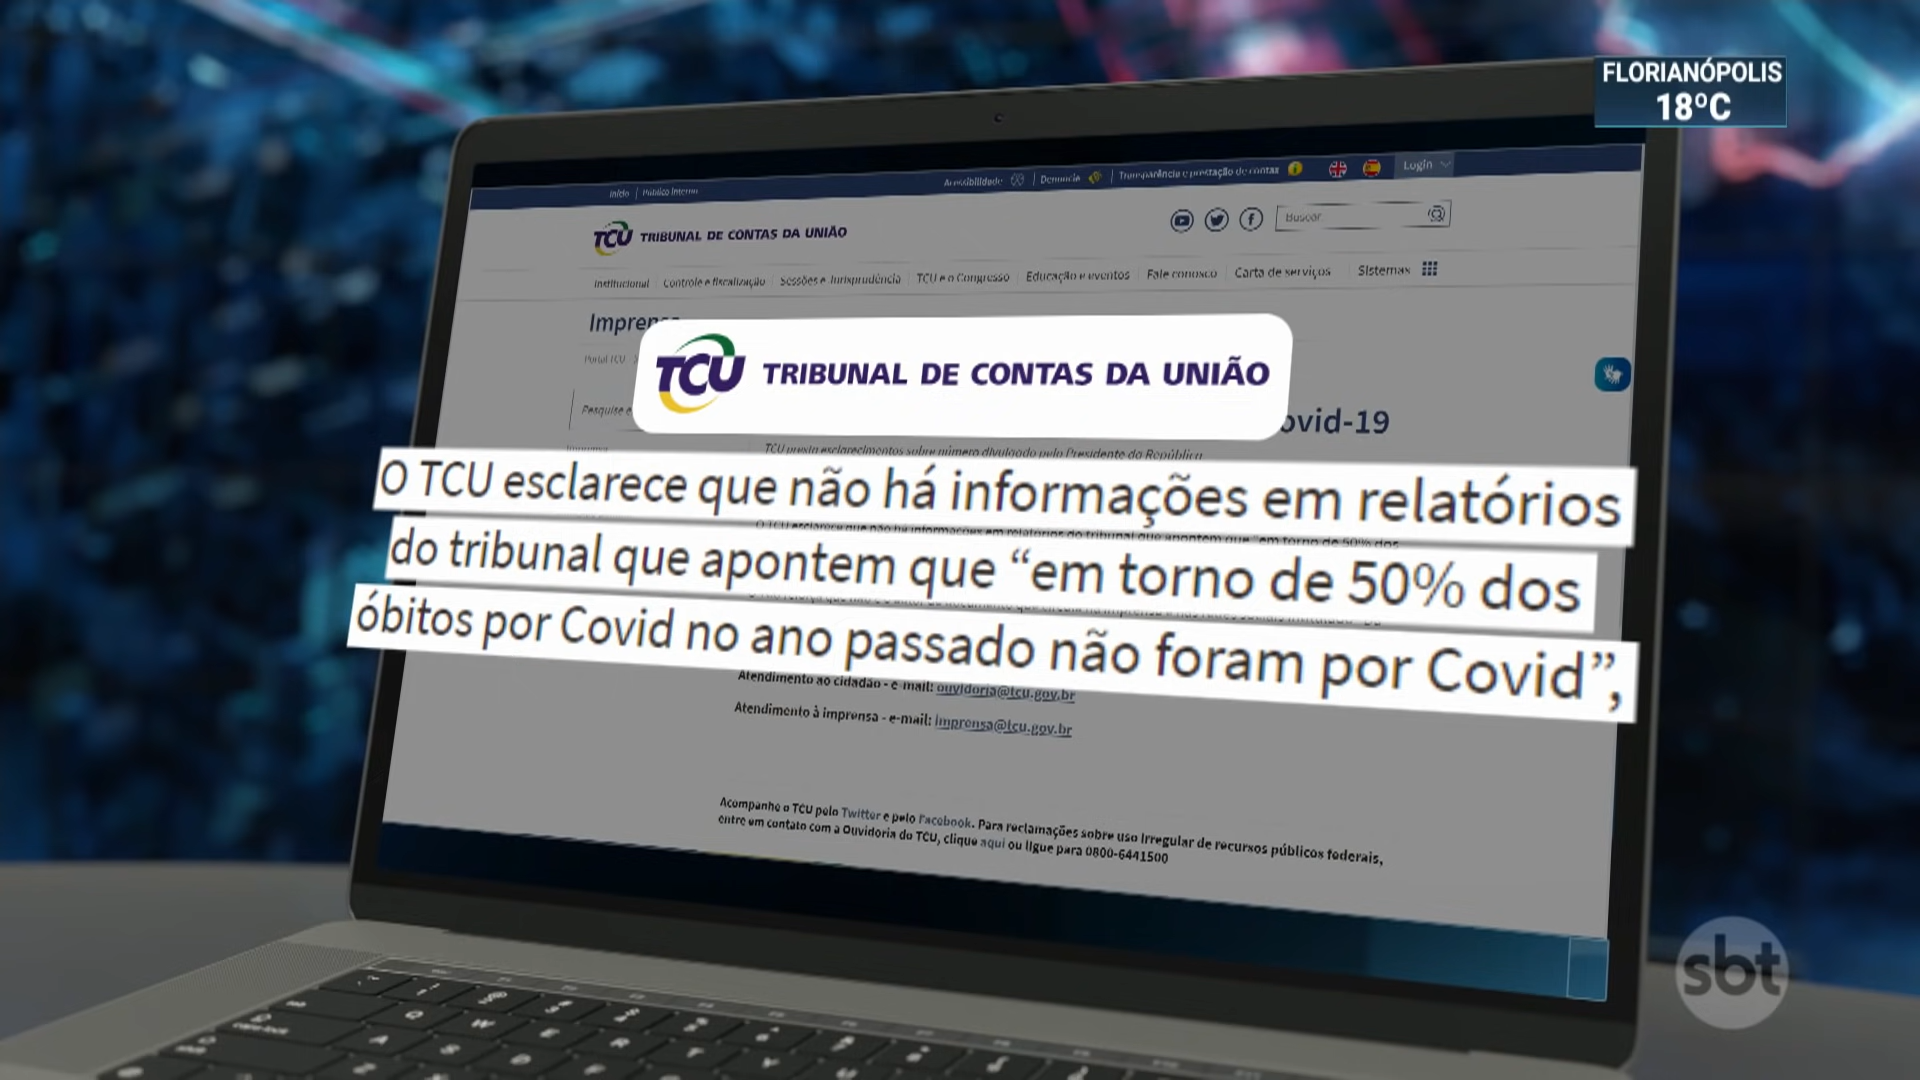 FLORIANÓPOLIS
18ºC
Início Público Interno
Acessibilidade Denuncie Transparência e prestação de contas Login
TCU TRIBUNAL DE CONTAS DA UNIÃO
Buscar
Institucional Controle e fiscalização Sessões e Jurisprudência TCU e o Congresso Educação e eventos Fale conosco Carta de serviços Sistemas
Portal TCU
TCU TRIBUNAL DE CONTAS DA UNIÃO
Pesquise e
ovid-19
TCU presta esclarecimentos sobre número divulgado pelo Presidente da República
O TCU esclarece que não há informações em relatórios
do tribunal que apontem que “em torno de 50% dos
óbitos por Covid no ano passado não foram por Covid”,
Atendimento ao cidadão - e-mail: ouvidoria@tcu.gov.br
Atendimento à imprensa - e-mail: imprensa@tcu.gov.br
Acompanhe o TCU pelo Twitter e pelo Facebook. Para reclamações sobre uso irregular de recursos públicos federais,
entre em contato com a Ouvidoria do TCU, clique aqui ou ligue para 0800-6441500
sbt